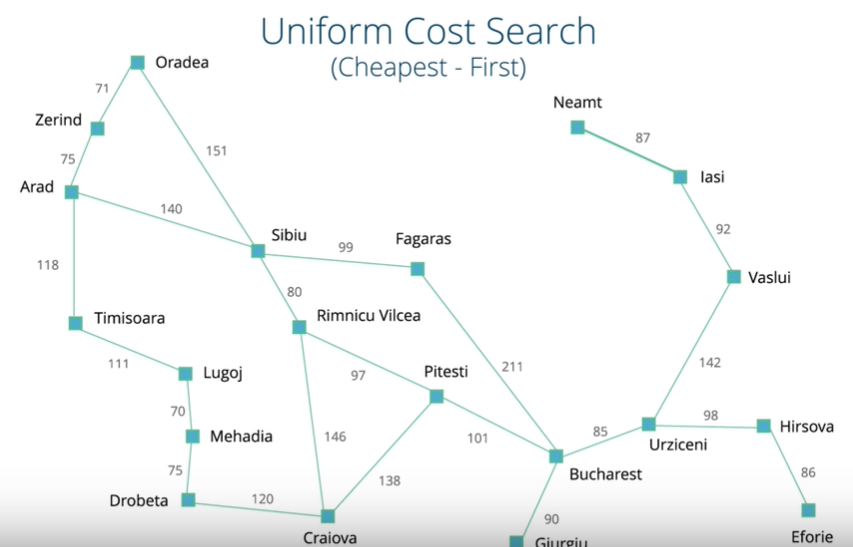 Uniform Cost Search
(Cheapest - First)
Oradea
71
Neamt
Zerind
87
151
75
Iasi
Arad
140
92
Sibiu
Fagaras
99
118
Vaslui
80
Timisoara
Rimnicu Vilcea
111
Lugoj
97
Pitesti
211
142
70
Mehadia
146
101
85
98
Hirsova
Urziceni
75
138
Bucharest
86
Drobeta
120
90
Craiova
Giurgiu
Eforie